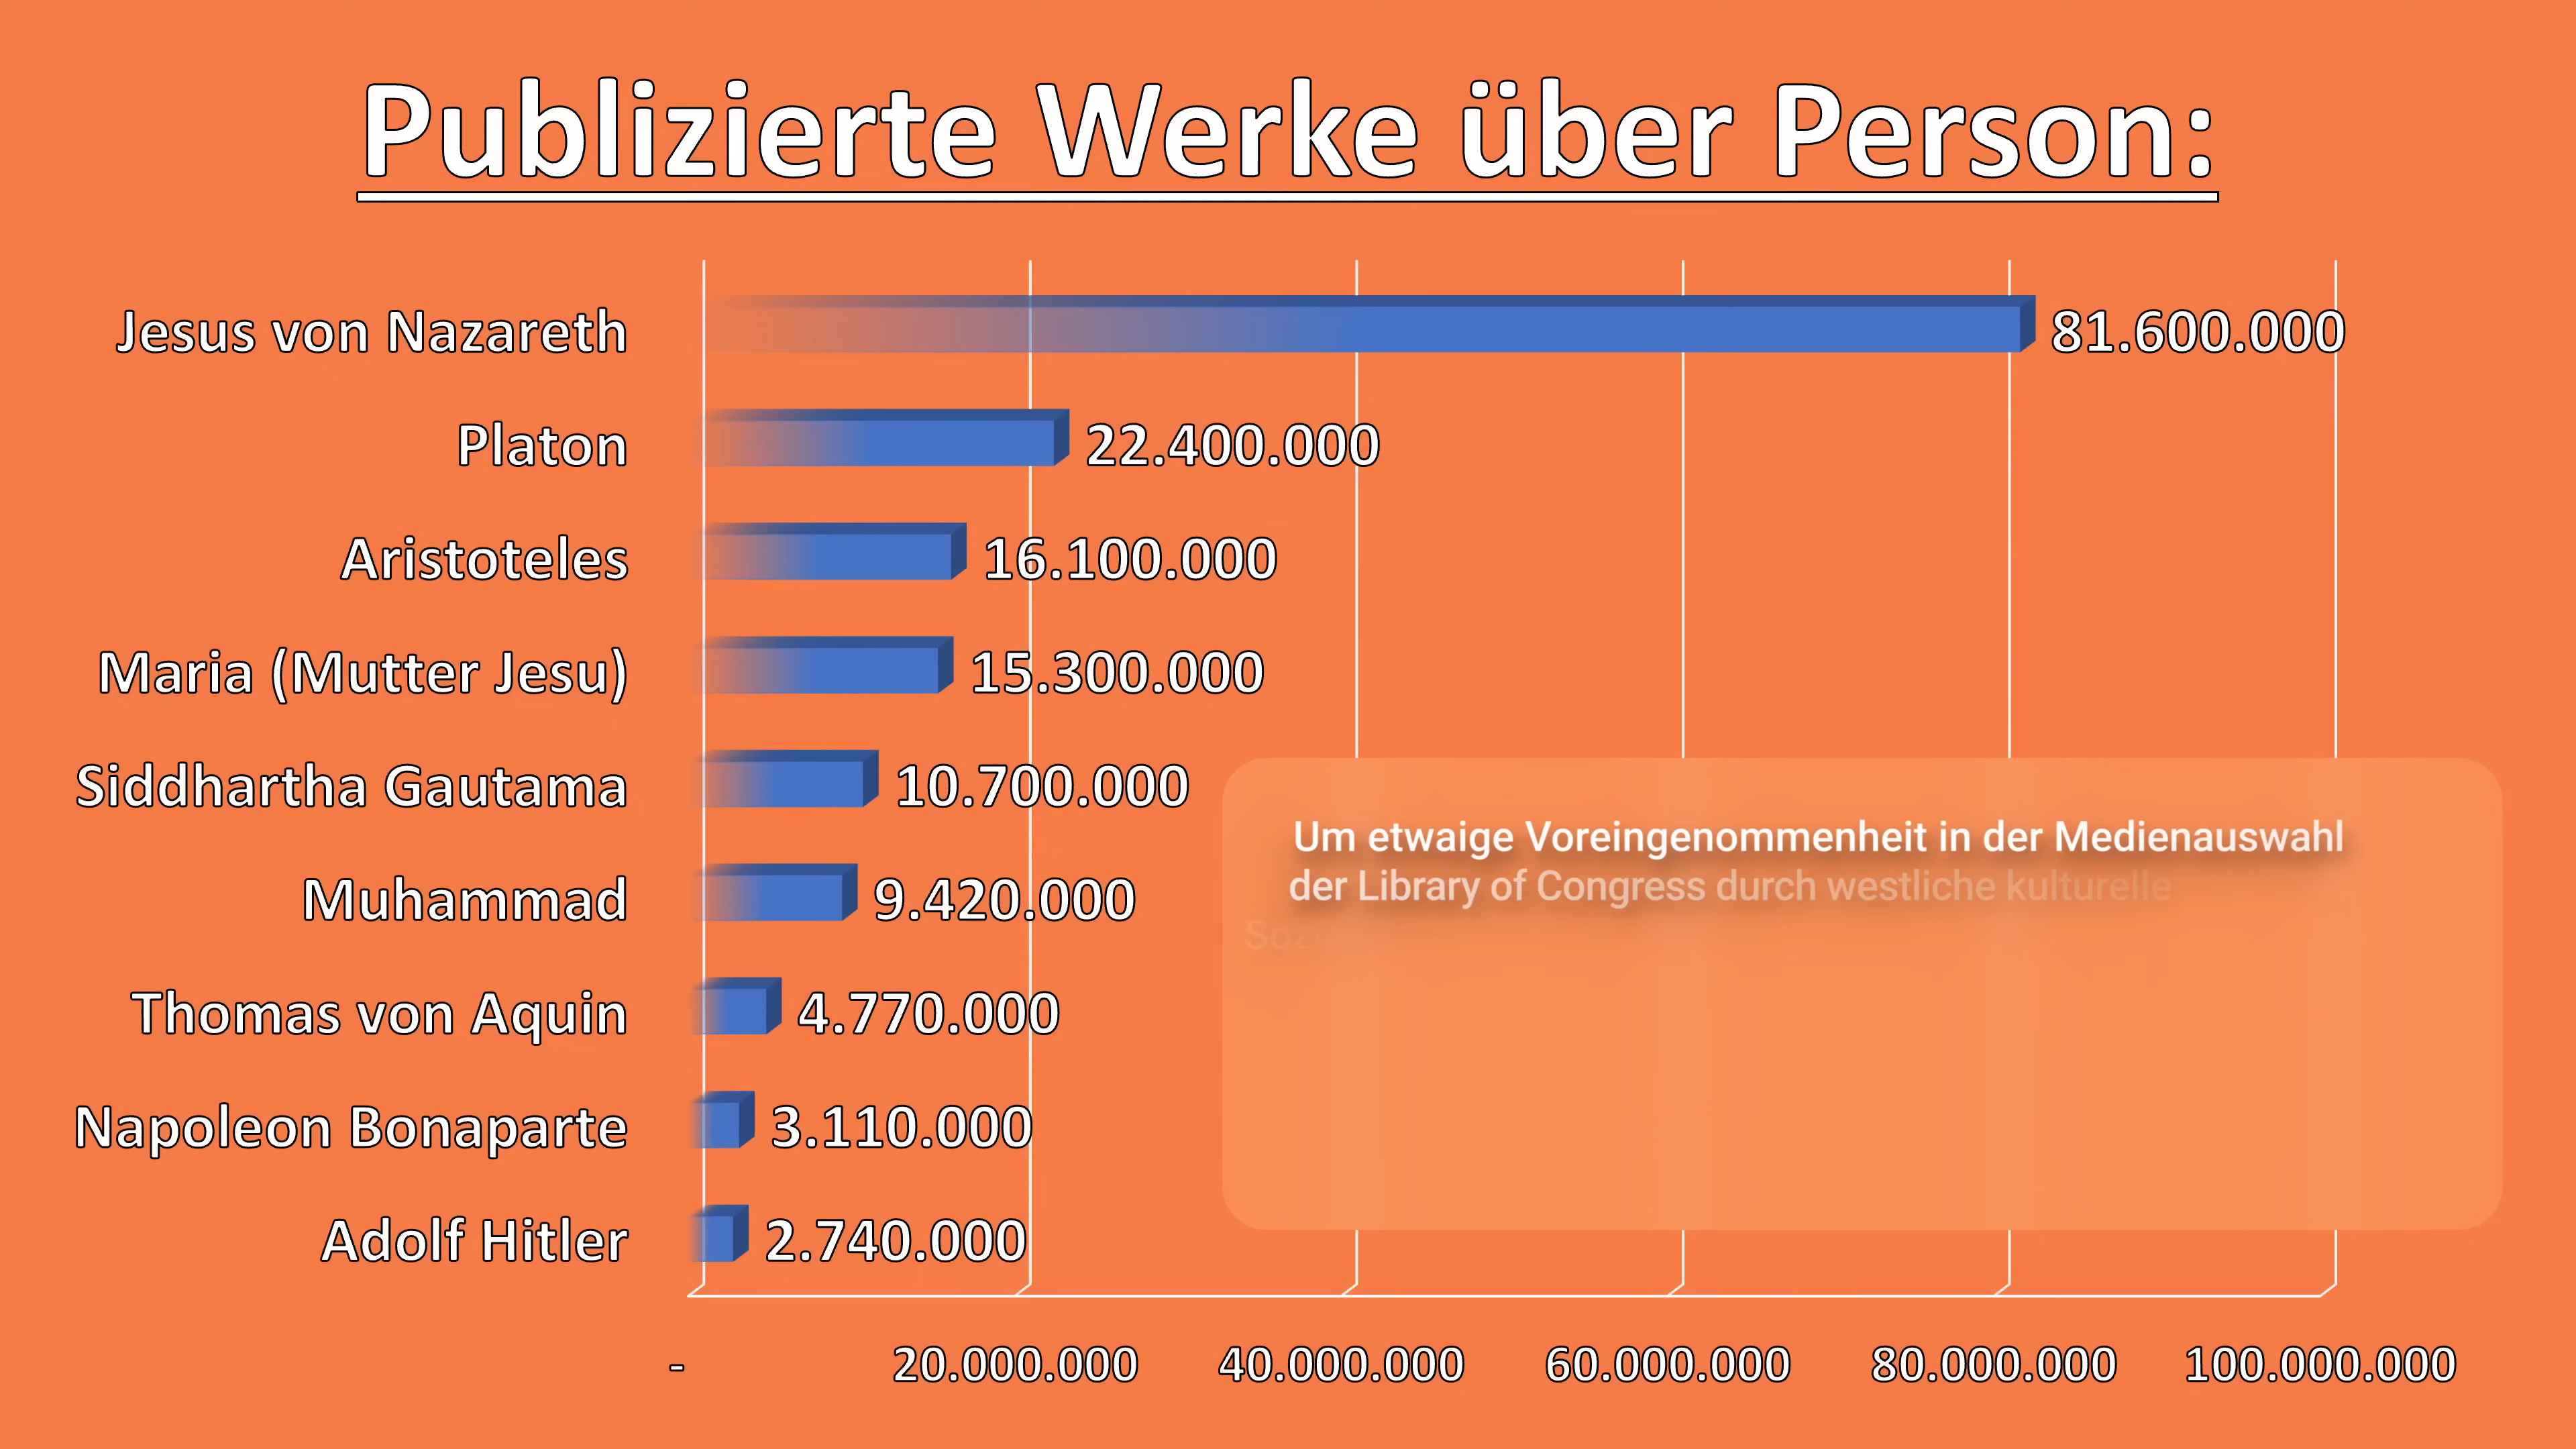 Publizierte Werke über Person:
Jesus von Nazareth 81.600.000
Platon 22.400.000
Aristoteles 16.100.000
Maria (Mutter Jesu) 15.300.000
Siddhartha Gautama 10.700.000
Muhammad 9.420.000
Thomas von Aquin 4.770.000
Napoleon Bonaparte 3.110.000
Adolf Hitler 2.740.000
Um etwaige Voreingenommenheit in der Medienauswahl
der Library of Congress durch westliche kulturelle
- 20.000.000 40.000.000 60.000.000 80.000.000 100.000.000